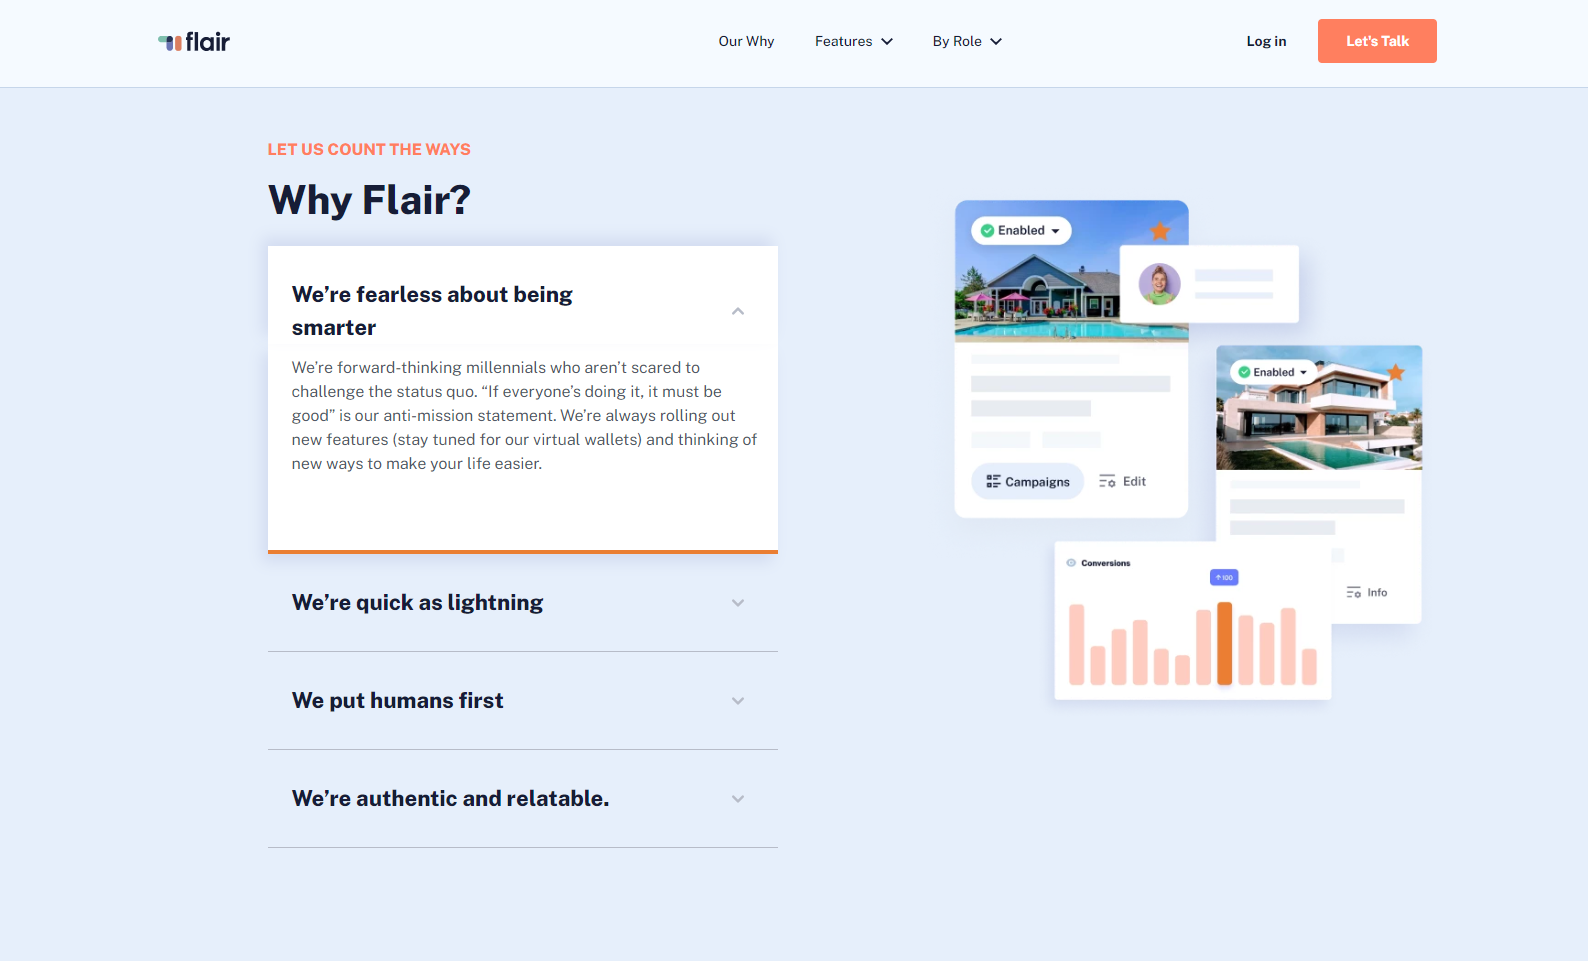 flair
Our Why
Features
By Role
Log in
Let's Talk
LET US COUNT THE WAYS
Why Flair?
We’re fearless about being
smarter
We’re forward-thinking millennials who aren’t scared to
challenge the status quo. “If everyone’s doing it, it must be
good” is our anti-mission statement. We’re always rolling out
new features (stay tuned for our virtual wallets) and thinking of
new ways to make your life easier.
We’re quick as lightning
We put humans first
We’re authentic and relatable.
Enabled
Campaigns
Edit
Enabled
Info
Conversions
100